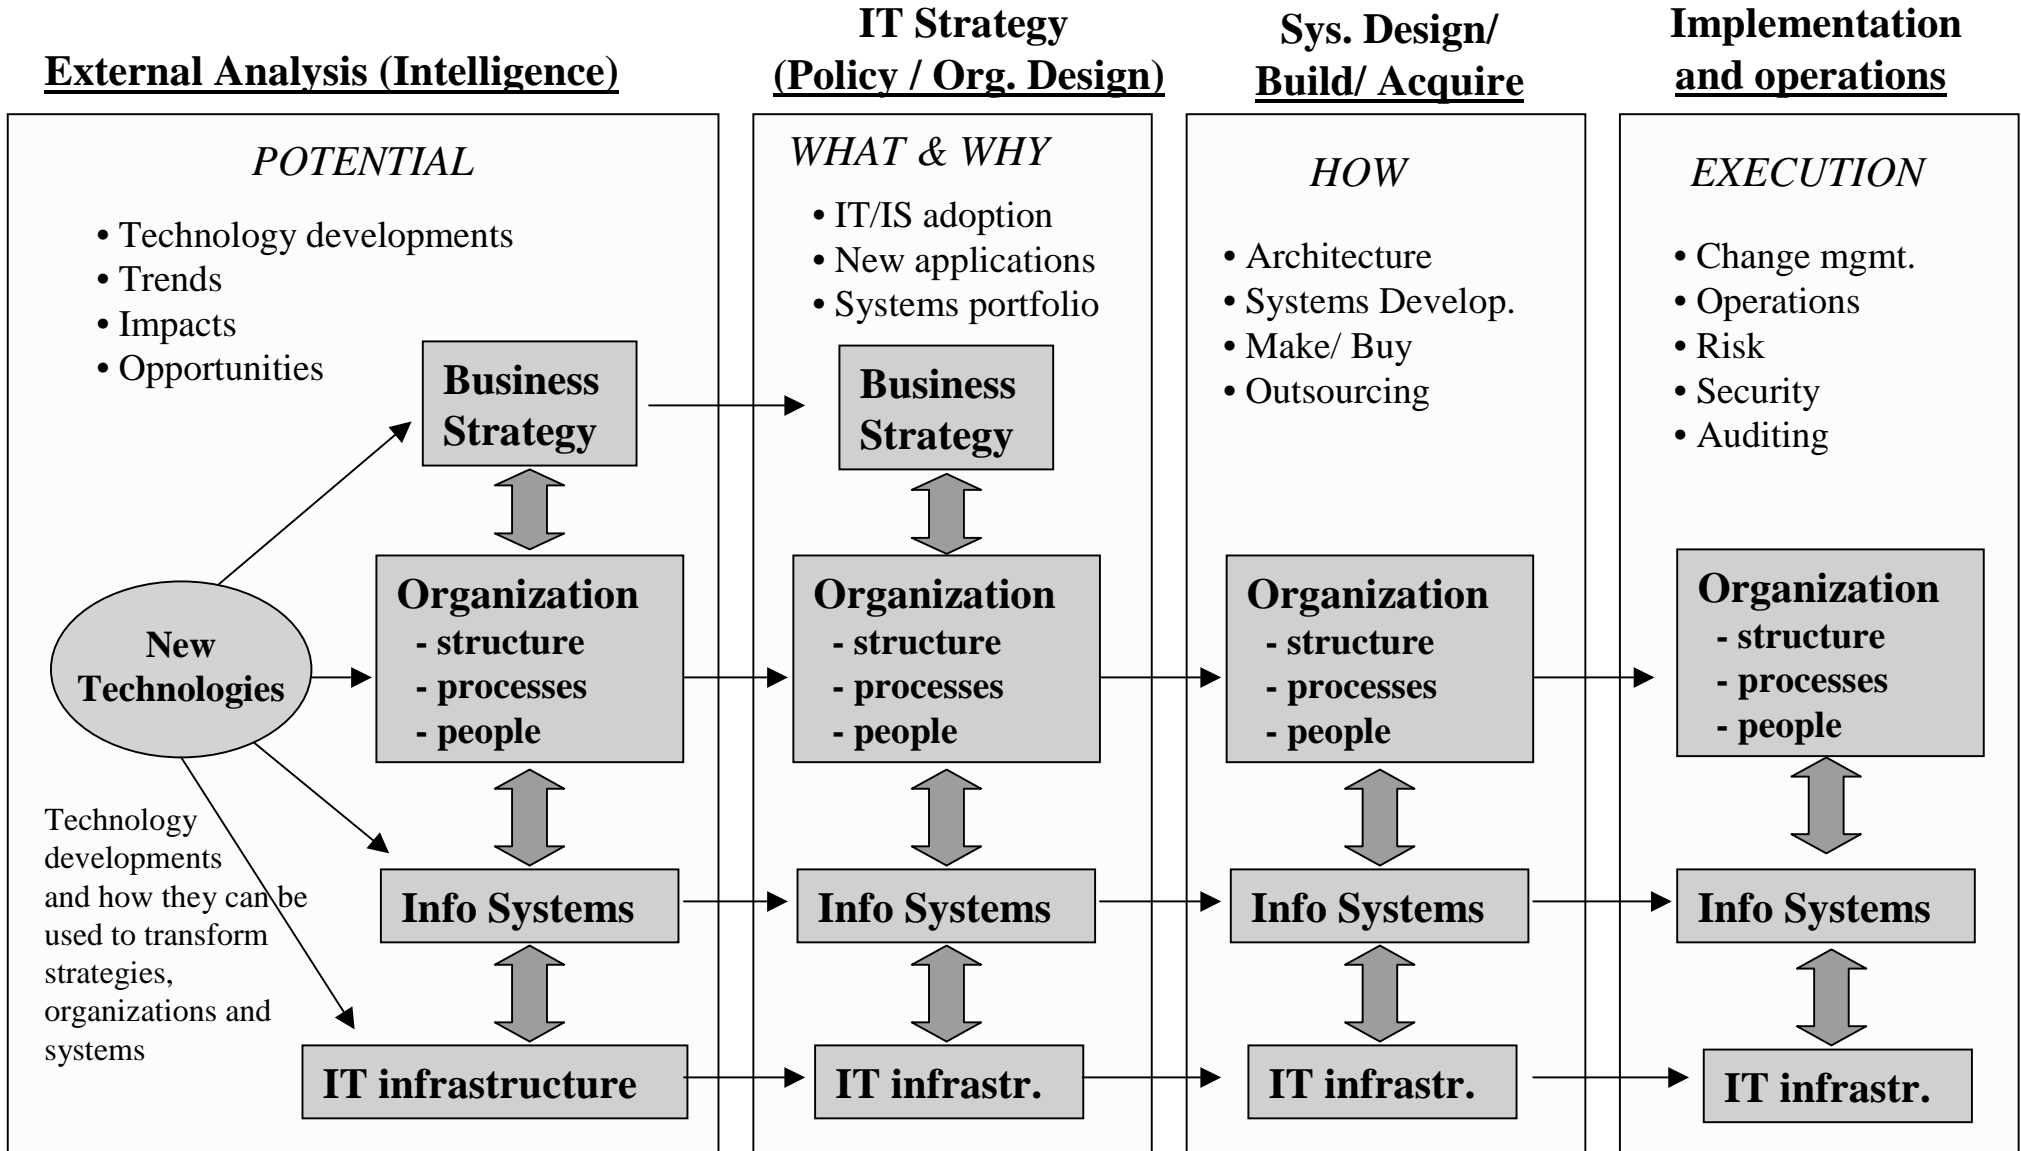 External Analysis (Intelligence)
POTENTIAL
• Technology developments
• Trends
• Impacts
• Opportunities
Business
Strategy
New
Technologies
Organization
- structure
- processes
- people
Technology
developments
and how they can be
used to transform
strategies,
organizations and
systems
Info Systems
IT infrastructure
IT Strategy
(Policy / Org. Design)
WHAT & WHY
• IT/IS adoption
• New applications
• Systems portfolio
Business
Strategy
Organization
- structure
- processes
- people
Info Systems
IT infrastr.
Sys. Design/
Build/ Acquire
HOW
• Architecture
• Systems Develop.
• Make/ Buy
• Outsourcing
Organization
- structure
- processes
- people
Info Systems
IT infrastr.
Implementation
and operations
EXECUTION
• Change mgmt.
• Operations
• Risk
• Security
• Auditing
Organization
- structure
- processes
- people
Info Systems
IT infrastr.